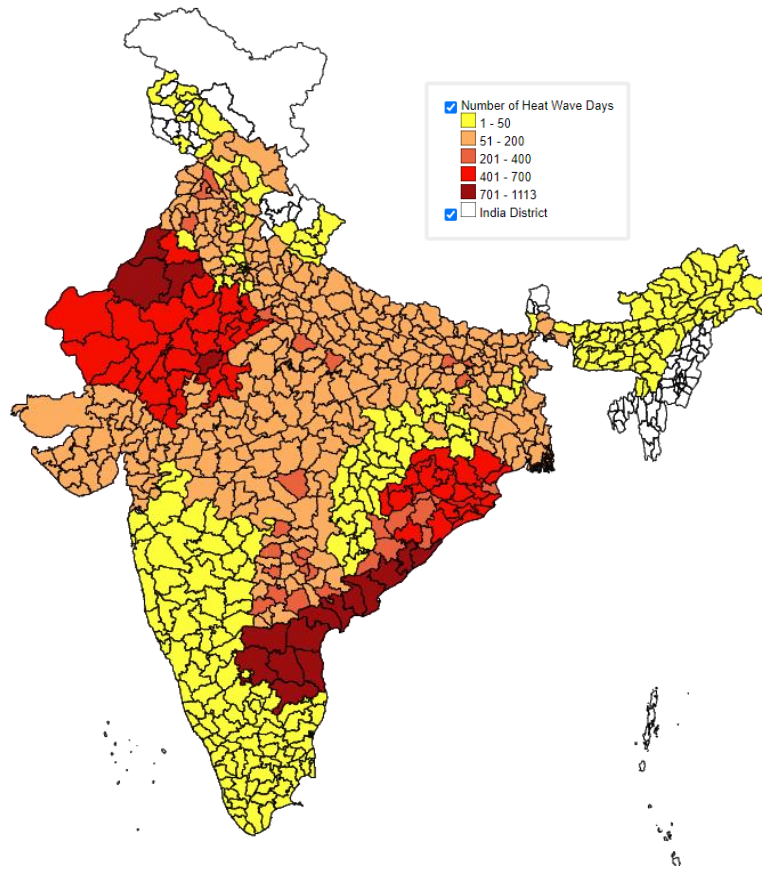 Number of Heat Wave Days
1 - 50
51 - 200
201 - 400
401 - 700
701 - 1113
India District